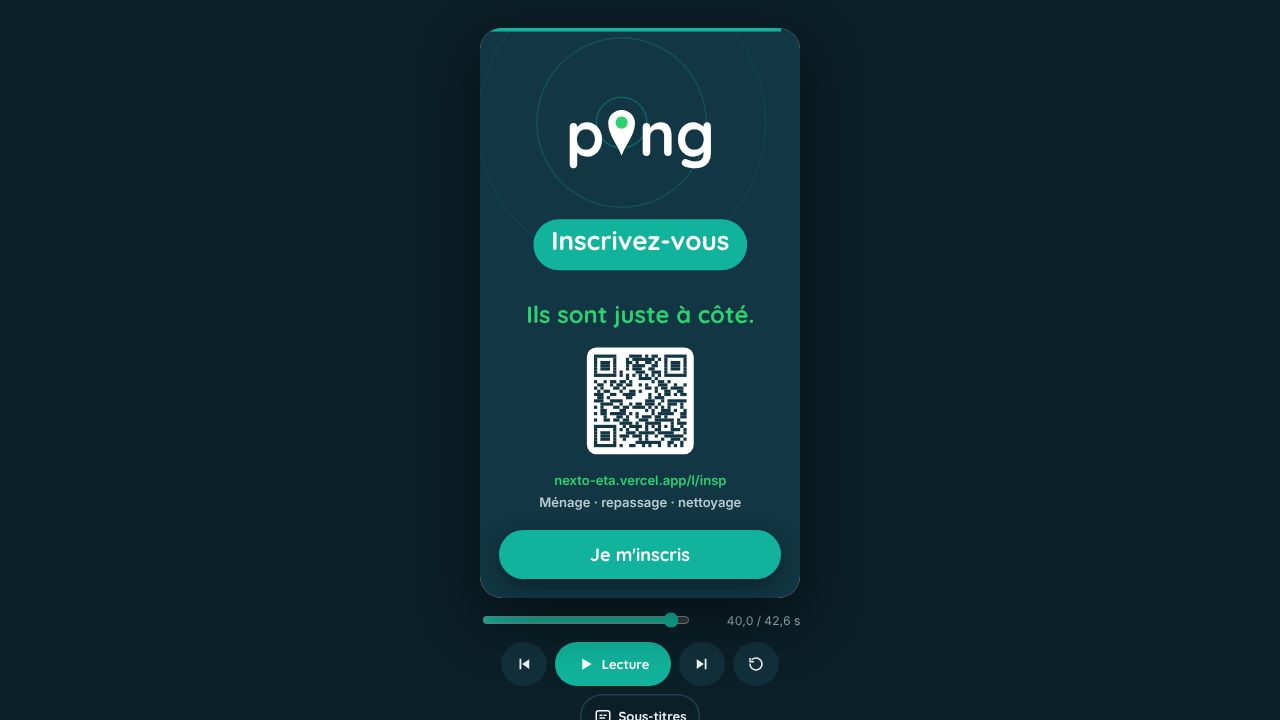 ping
Inscrivez-vous
Ils sont juste à côté.
nexto-eta.vercel.app/l/insp
Ménage · repassage · nettoyage
Je m'inscris
40,0 / 42,6 s
Lecture
Sous-titres